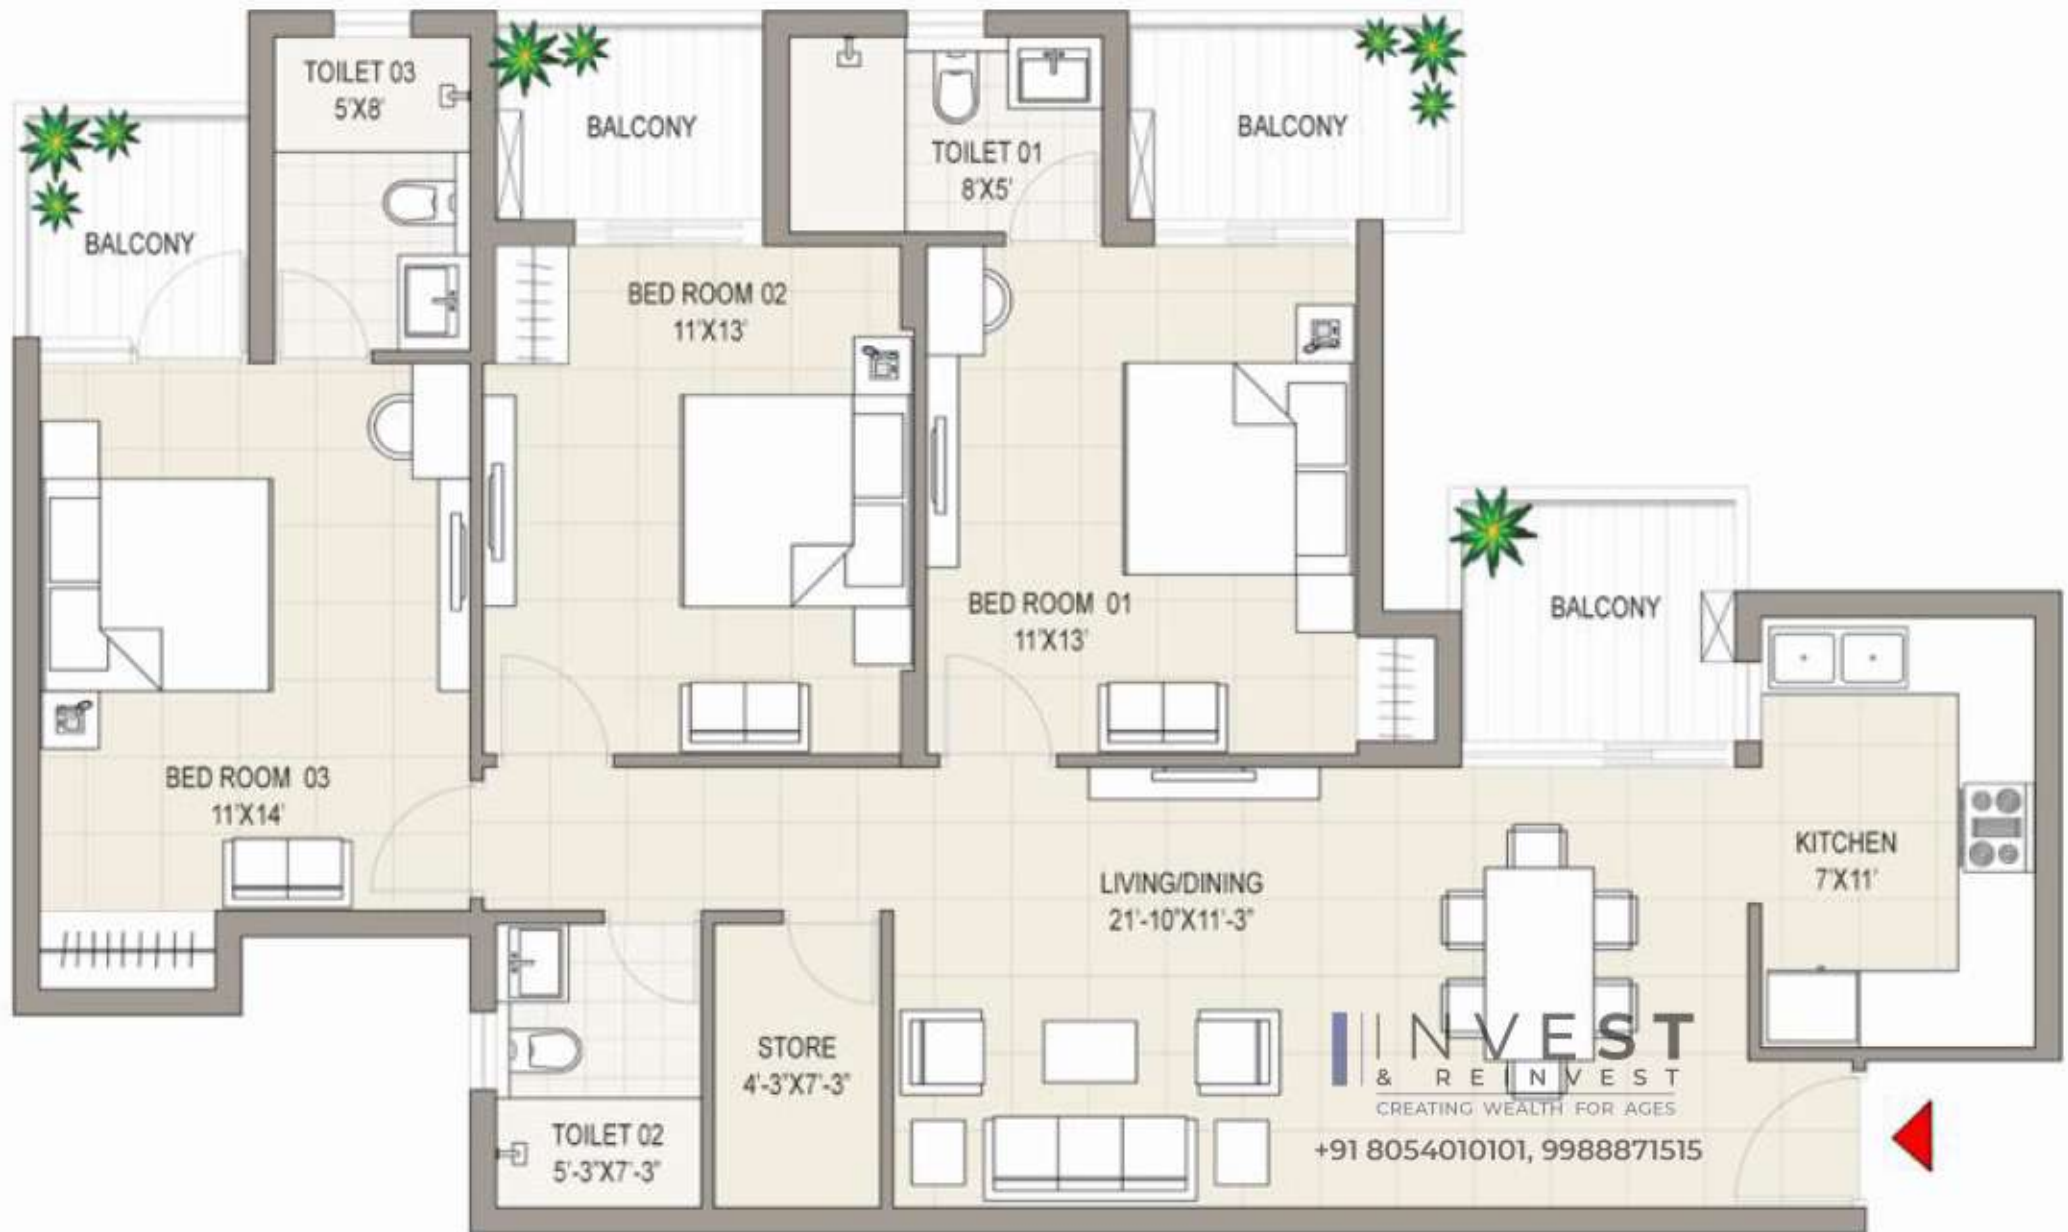 TOILET 03
5'X8'
BALCONY
TOILET 01
8'X5'
BALCONY
BALCONY
BED ROOM 02
11'X13'
BED ROOM 01
11'X13'
BALCONY
BED ROOM 03
11'X14'
KITCHEN
7'X11'
LIVING/DINING
21'-10"X11'-3"
STORE
4'-3"X7'-3"
TOILET 02
5'-3"X7'-3"
INVEST
& REINVEST
CREATING WEALTH FOR AGES
+91 8054010101, 9988871515